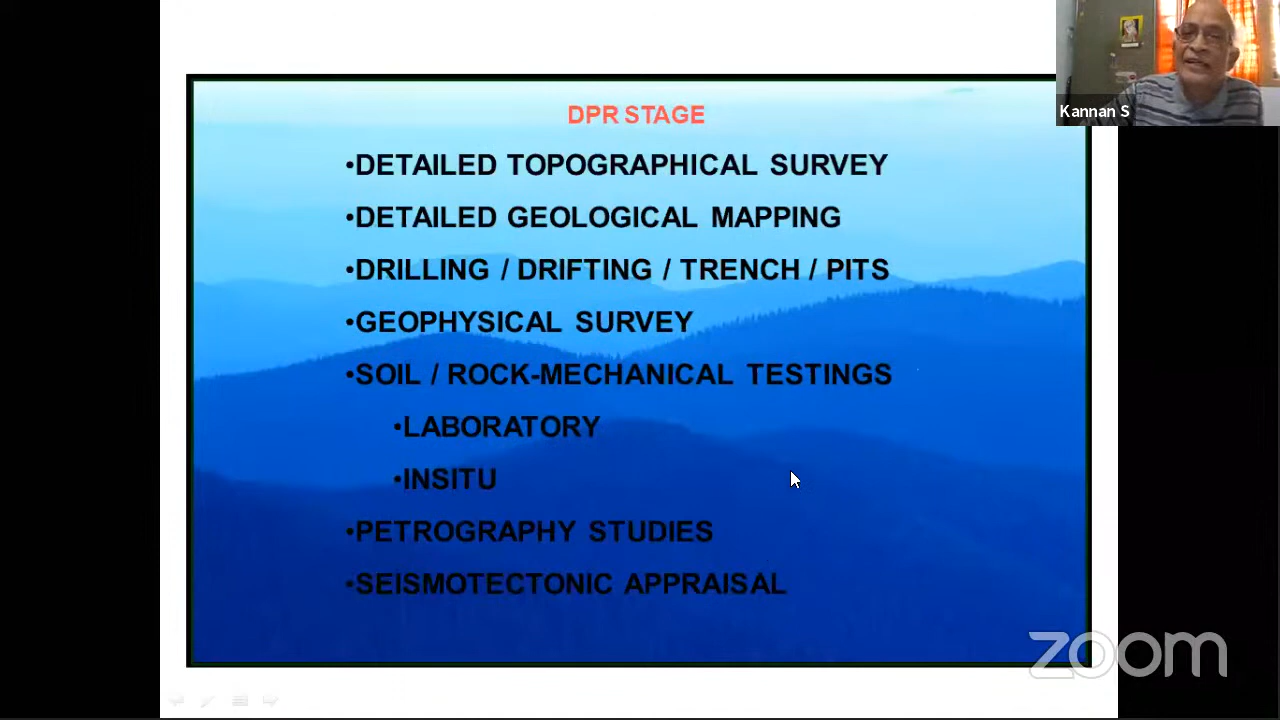 Kannan S
DPR STAGE
•DETAILED TOPOGRAPHICAL SURVEY
•DETAILED GEOLOGICAL MAPPING
•DRILLING / DRIFTING / TRENCH / PITS
•GEOPHYSICAL SURVEY
•SOIL / ROCK-MECHANICAL TESTINGS
•LABORATORY
•INSITU
•PETROGRAPHY STUDIES
•SEISMOTECTONIC APPRAISAL
zoom